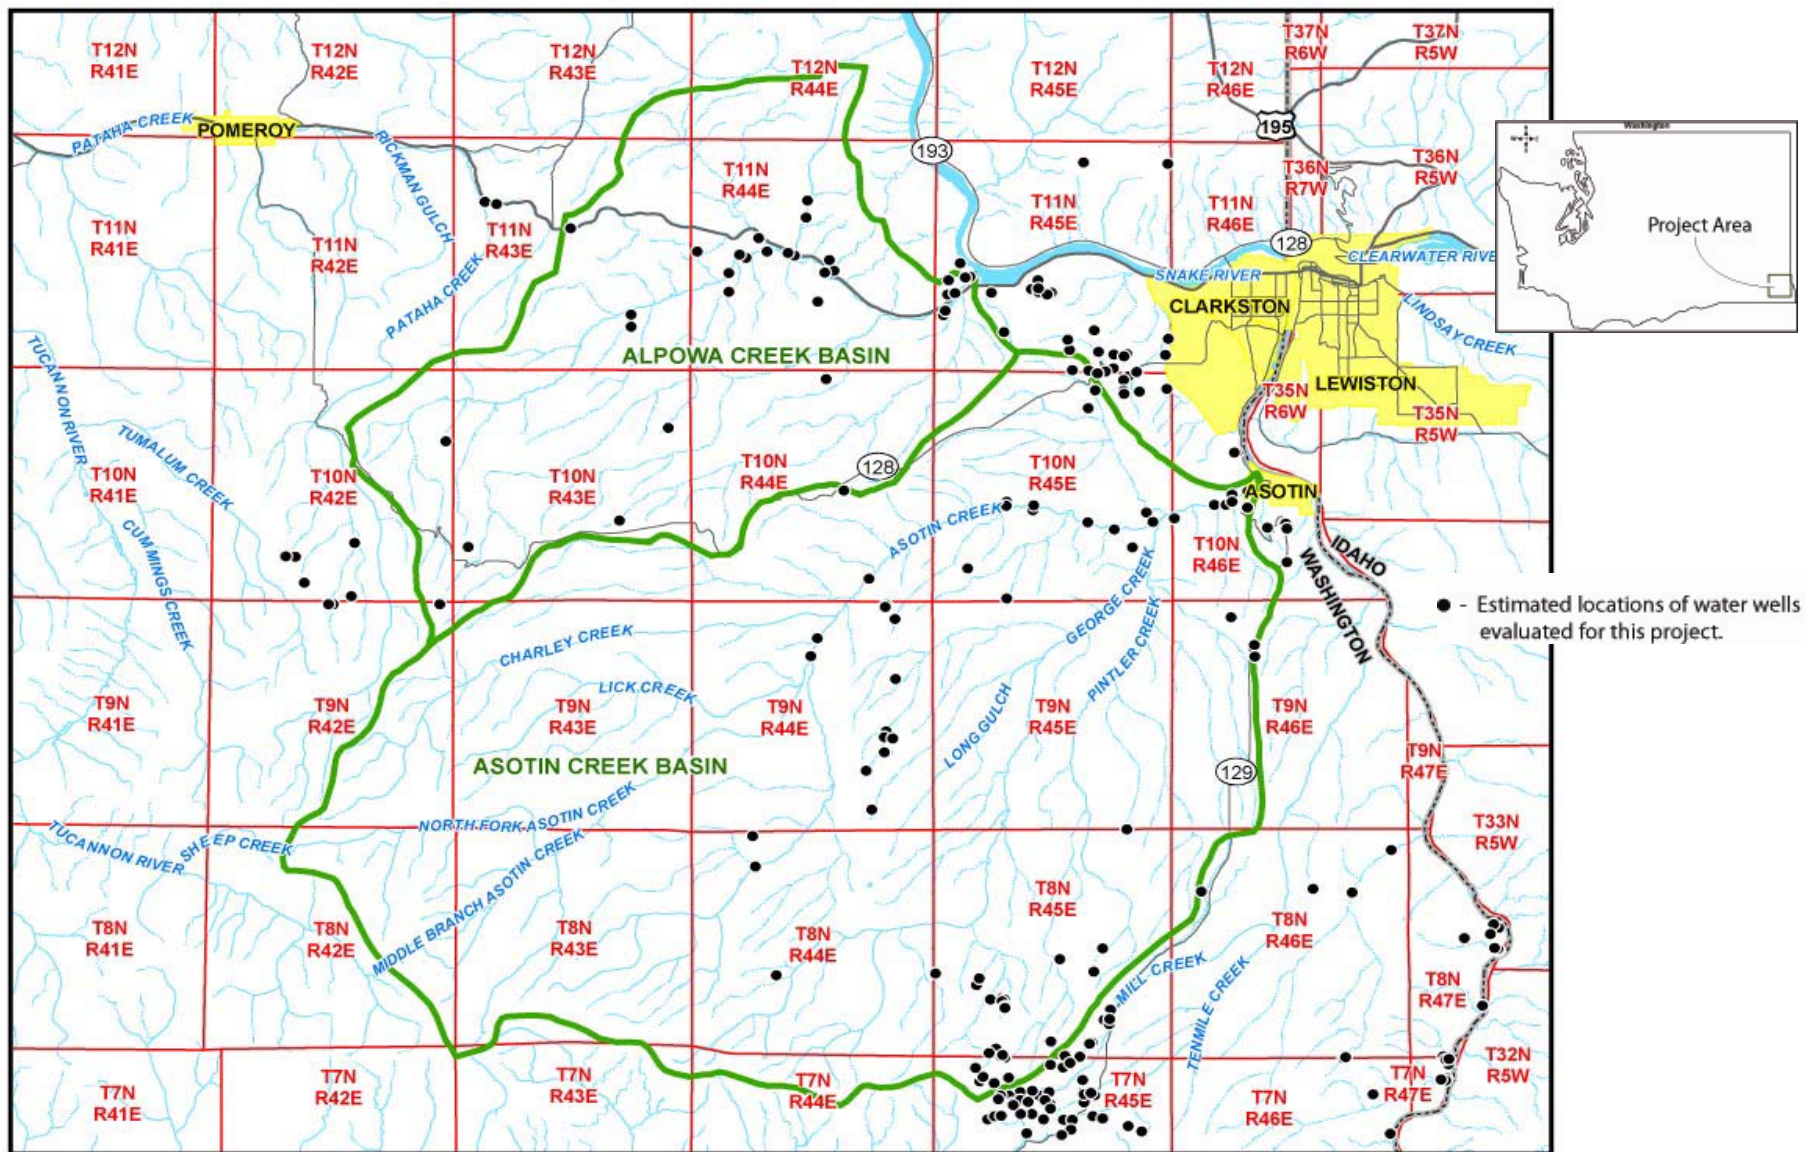 T12N
R41E
T12N
R42E
T12N
R43E
T12N
R44E
T12N
R45E
T12N
R46E
T37N
R6W
T37N
R5W
PATAHA CREEK
POMEROY
RICKMAN GULCH
193
195
T11N
R41E
T11N
R42E
T11N
R43E
T11N
R44E
T11N
R45E
T11N
R46E
T36N
R7W
T36N
R5W
Washington
Project Area
PATAHA CREEK
128
SNAKE RIVER
CLEARWATER RIVE
CLARKSTON
LINDSAY CREEK
ALPOWA CREEK BASIN
LEWISTON
T35N
R6W
T35N
R5W
TUCANNON RIVER
TUMALUM CREEK
T10N
R41E
T10N
R42E
T10N
R43E
T10N
R44E
128
T10N
R45E
ASOTIN
CUMMINGS CREEK
ASOTIN CREEK
T10N
R46E
IDAHO
WASHINGTON
GEORGE CREEK
PINTLER CREEK
- Estimated locations of water wells
evaluated for this project.
CHARLEY CREEK
LICK CREEK
T9N
R41E
T9N
R42E
T9N
R43E
T9N
R44E
LONG GULCH
T9N
R45E
T9N
R46E
T9N
R47E
ASOTIN CREEK BASIN
129
NORTH FORK ASOTIN CREEK
TUCANNON RIVER
SHEEP CREEK
MIDDLE BRANCH ASOTIN CREEK
T33N
R5W
T8N
R41E
T8N
R42E
T8N
R43E
T8N
R44E
T8N
R45E
T8N
R46E
T8N
R47E
MILL CREEK
TENMILE CREEK
T32N
R5W
T7N
R41E
T7N
R42E
T7N
R43E
T7N
R44E
T7N
R45E
T7N
R46E
T7N
R47E